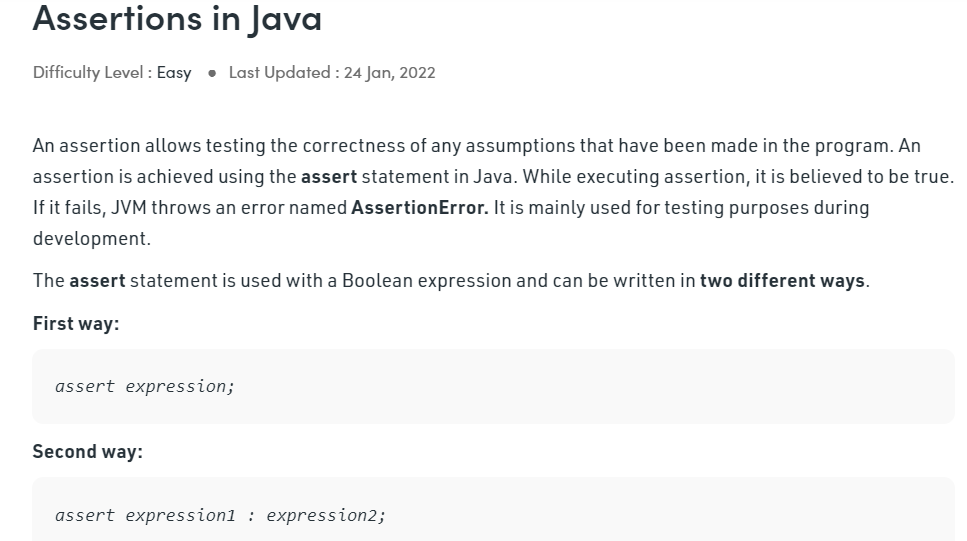 Assertions in Java
Difficulty Level : Easy ● Last Updated : 24 Jan, 2022
An assertion allows testing the correctness of any assumptions that have been made in the program. An
assertion is achieved using the assert statement in Java. While executing assertion, it is believed to be true.
If it fails, JVM throws an error named AssertionError. It is mainly used for testing purposes during
development.
The assert statement is used with a Boolean expression and can be written in two different ways.
First way:
assert expression;
Second way:
assert expression1 : expression2;